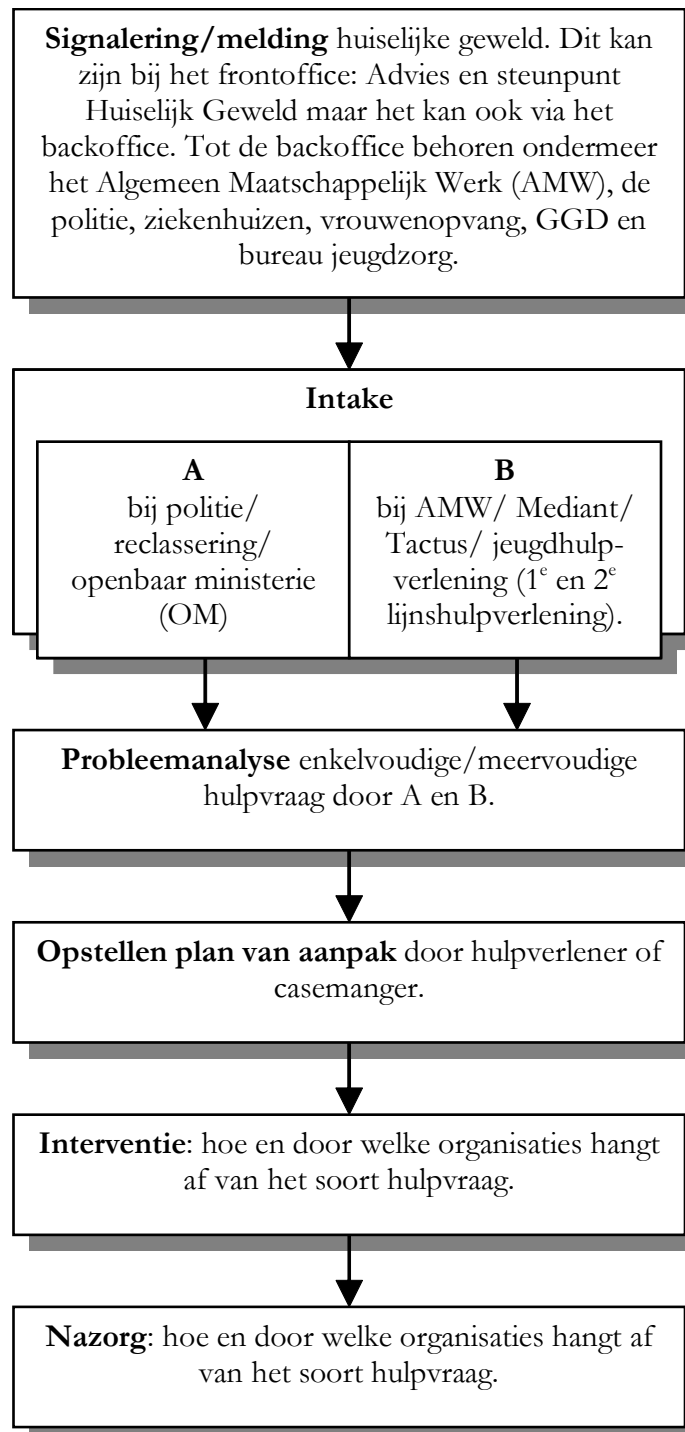 Signalering/melding huiselijke geweld. Dit kan
zijn bij het frontoffice: Advies en steunpunt
Huiselijk Geweld maar het kan ook via het
backoffice. Tot de backoffice behoren ondermeer
het Algemeen Maatschappelijk Werk (AMW), de
politie, ziekenhuizen, vrouwenopvang, GGD en
bureau jeugdzorg.
Intake
A
bij politie/
reclassering/
openbaar ministerie
(OM)
B
bij AMW/ Mediant/
Tactus/ jeugdhulp-
verlening (1e en 2e
lijnshulpverlening).
Probleemanalyse enkelvoudige/meervoudige
hulpvraag door A en B.
Opstellen plan van aanpak door hulpverlener of
casemanger.
Interventie: hoe en door welke organisaties hangt
af van het soort hulpvraag.
Nazorg: hoe en door welke organisaties hangt af
van het soort hulpvraag.